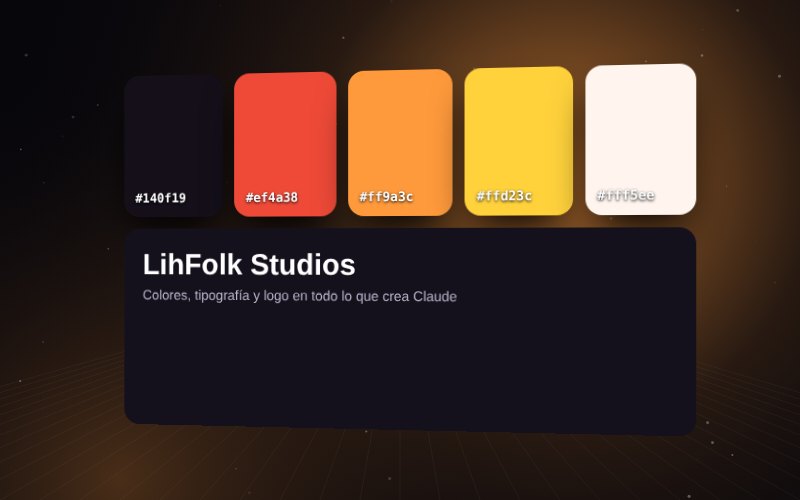 #140f19
#ef4a38
#ff9a3c
#ffd23c
#fff5ee
LihFolk Studios
Colores, tipografía y logo en todo lo que crea Claude